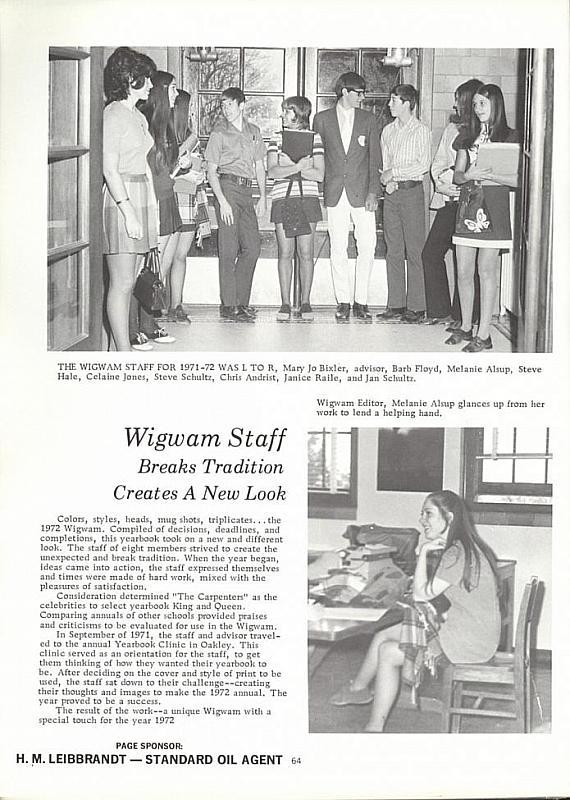 THE WIGWAM STAFF FOR 1971-72 WAS L TO R, Mary Jo Bixler, advisor, Barb Floyd, Melanie Alsup, Steve
Hale, Celaine Jones, Steve Schultz, Chris Andrist, Janice Raile, and Jan Schultz.
Wigwam Editor, Melanie Alsup glances up from her
work to lend a helping hand.
Wigwam Staff
Breaks Tradition
Creates A New Look
Colors, styles, heads, mug shots, triplicates...the
1972 Wigwam. Compiled of decisions, deadlines, and
completions, this yearbook took on a new and different
look. The staff of eight members strived to create the
unexpected and break tradition. When the year began,
ideas came into action, the staff expressed themselves
and times were made of hard work, mixed with the
pleasures of satisfaction.
Consideration determined "The Carpenters" as the
celebrities to select yearbook King and Queen.
Comparing annuals of other schools provided praises
and criticisms to be evaluated for use in the Wigwam.
In September of 1971, the staff and advisor travel-
ed to the annual Yearbook Clinic in Oakley. This
clinic served as an orientation for the staff, to get
them thinking of how they wanted their yearbook to
be. After deciding on the cover and style of print to be
used, the staff sat down to their challenge--creating
their thoughts and images to make the 1972 annual. The
year proved to be a success.
The result of the work--a unique Wigwam with a
special touch for the year 1972
PAGE SPONSOR:
H. M. LEIBBRANDT — STANDARD OIL AGENT 64